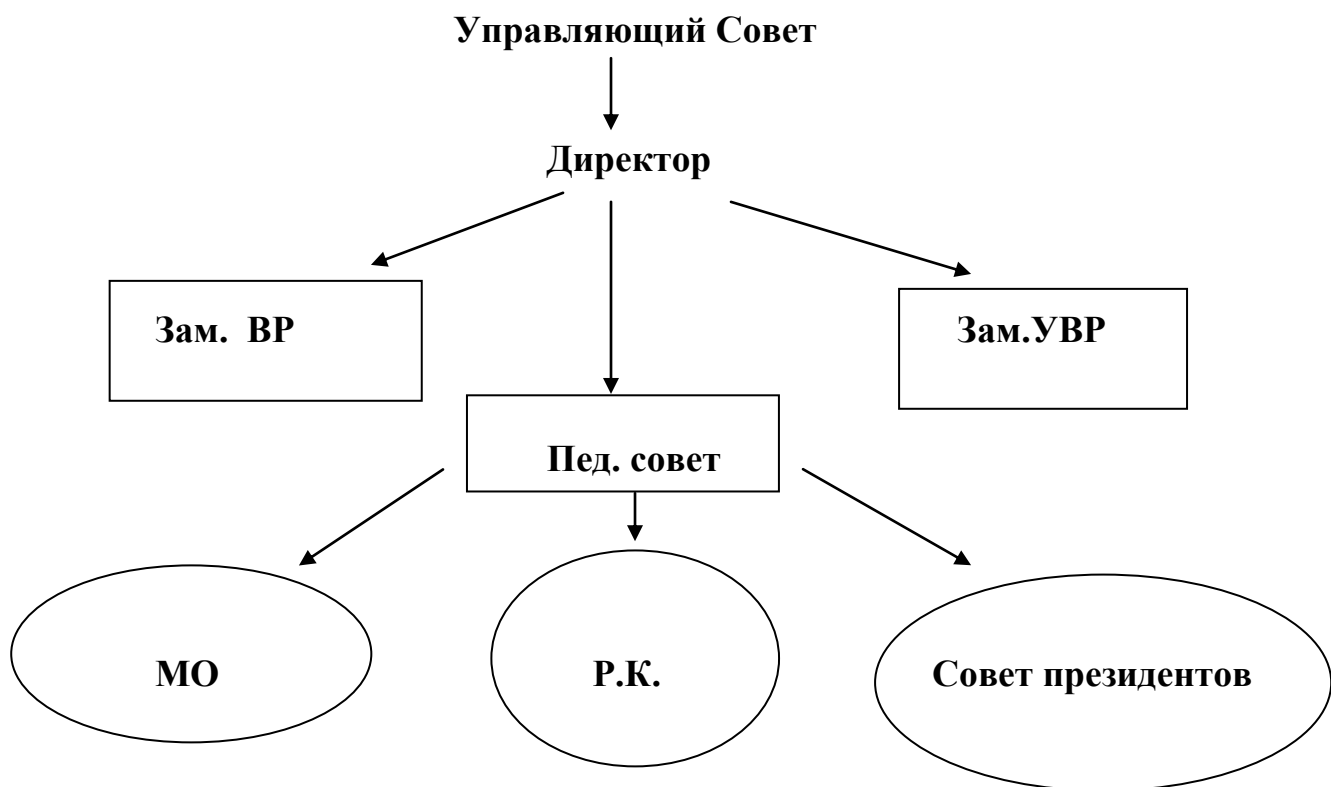 Управляющий Совет
Директор
Зам. ВР
Зам.УВР
Пед. совет
МО
Р.К.
Совет президентов